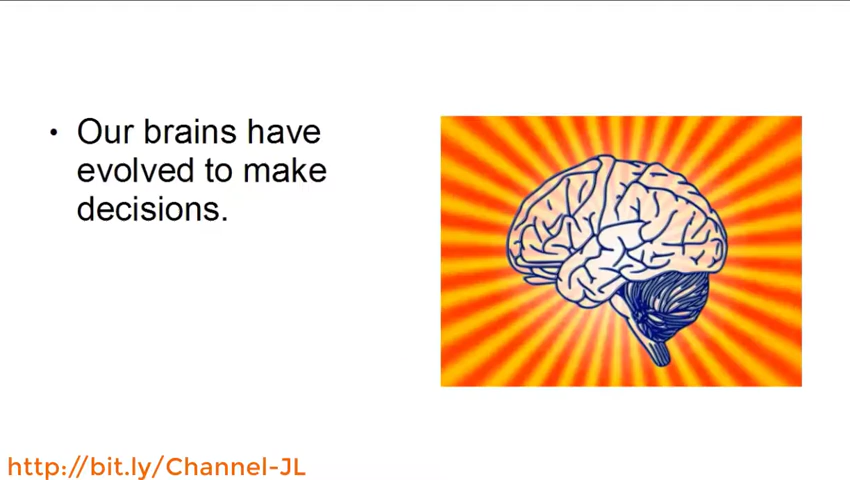 • Our brains have
evolved to make
decisions.
http://bit.ly/Channel-JL